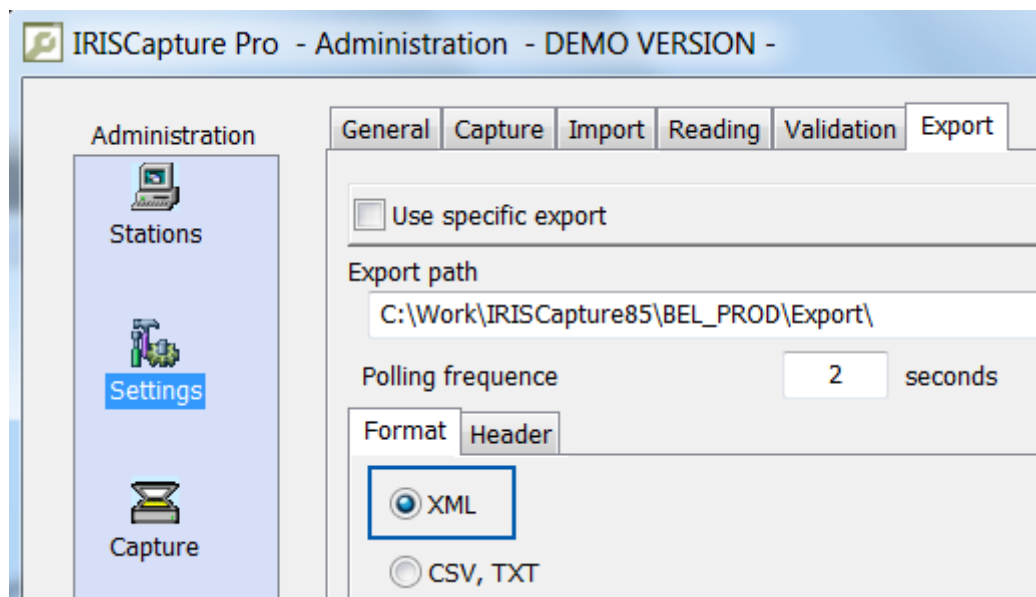 IRISCapture Pro - Administration - DEMO VERSION -
Administration
Stations
Settings
Capture
General Capture Import Reading Validation Export
Use specific export
Export path
C:\Work\IRISCapture85\BEL_PROD\Export\
Polling frequence 2 seconds
Format Header
XML
CSV, TXT